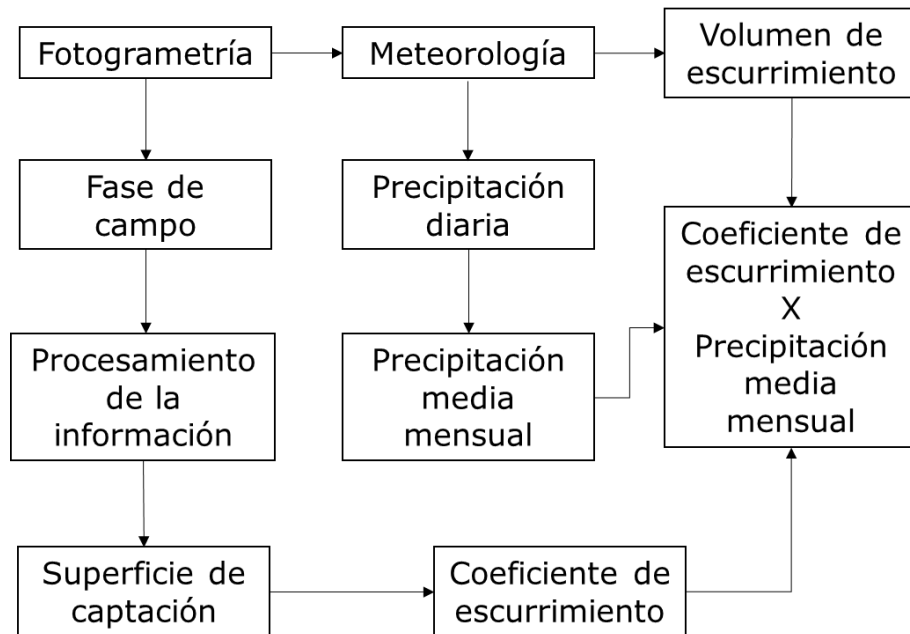 Fotogrametría
Meteorología
Volumen de
escurrimiento
Fase de
campo
Precipitación
diaria
Coeficiente de
escurrimiento
X
Precipitación
media
mensual
Procesamiento
de la
información
Precipitación
media
mensual
Superficie de
captación
Coeficiente de
escurrimiento